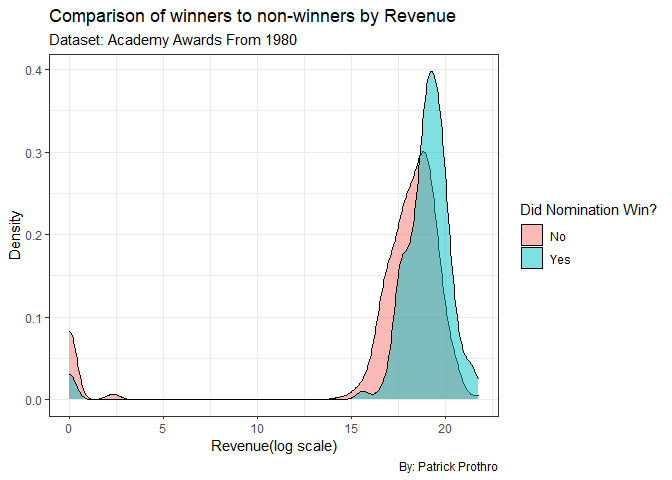 Comparison of winners to non-winners by Revenue
Dataset: Academy Awards From 1980
0.4
0.3
0.2
0.1
0.0
Density
0 5 10 15 20
Revenue(log scale)
Did Nomination Win?
No
Yes
By: Patrick Prothro